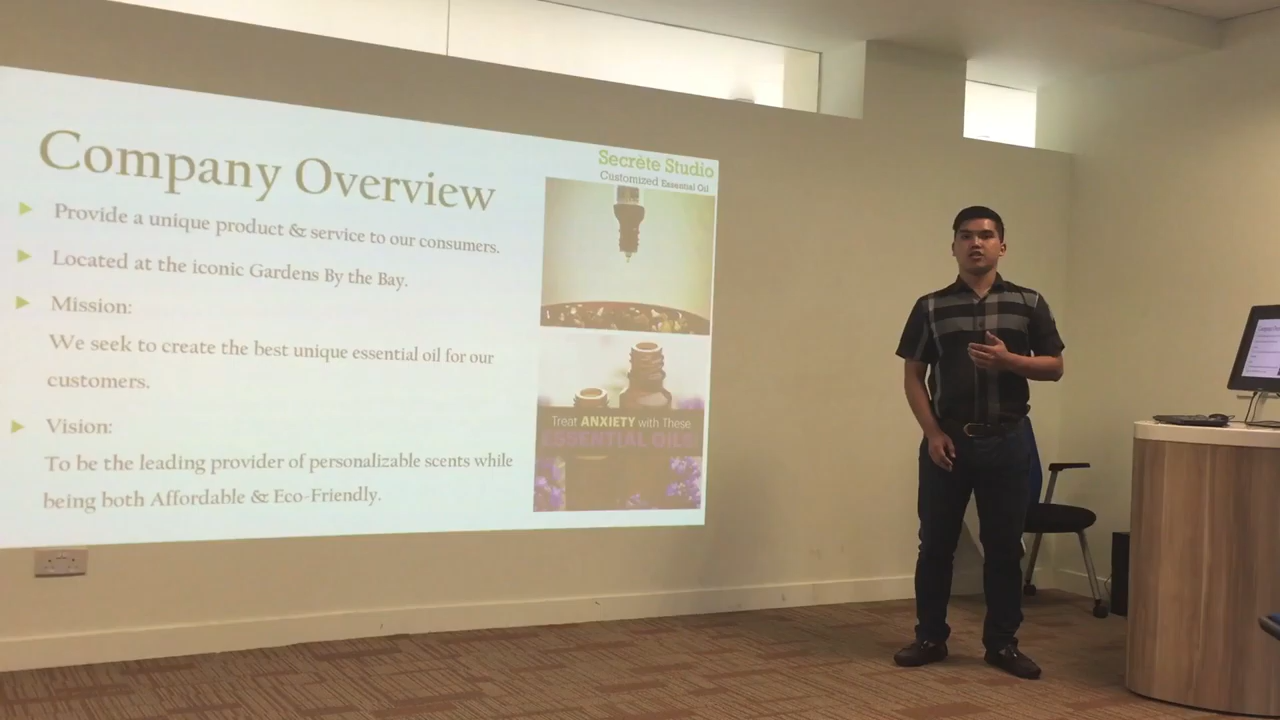 Company Overview
Provide a unique product & service to our consumers.
Located at the iconic Gardens By the Bay.
Mission:
We seek to create the best unique essential oil for our
customers.
Vision:
To be the leading provider of personalizable scents while
being both Affordable & Eco-Friendly.
Secrète Studio
Customized Essential Oil
Treat ANXIETY with These
ESSENTIAL OILS